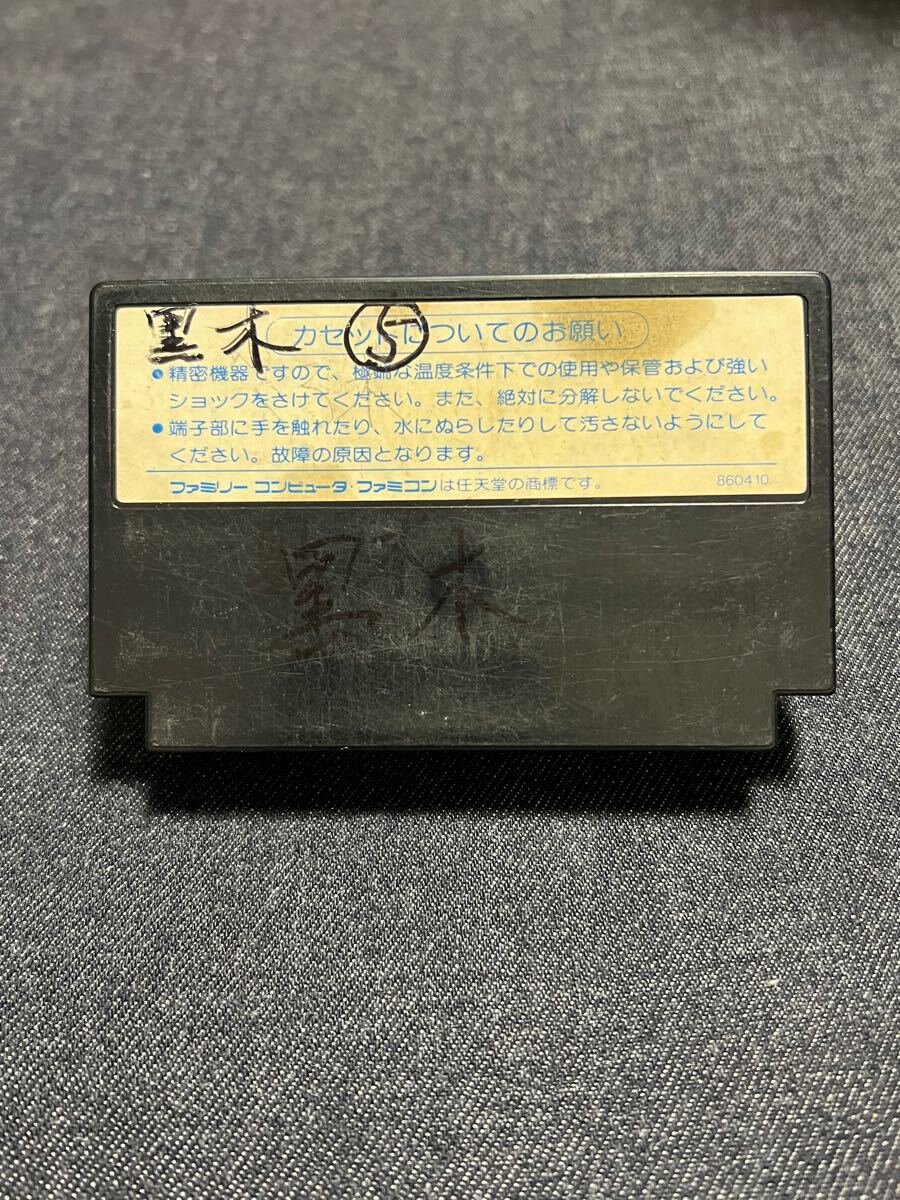 黒木 ⑤
カセットについてのお願い
●精密機器ですので、極端な温度条件下での使用や保管および強い
ショックをさけてください。また、絶対に分解しないでください。
●端子部に手を触れたり、水にぬらしたりして汚さないようにして
ください。故障の原因となります。
ファミリーコンピュータ・ファミコンは任天堂の商標です。 860410
黒木